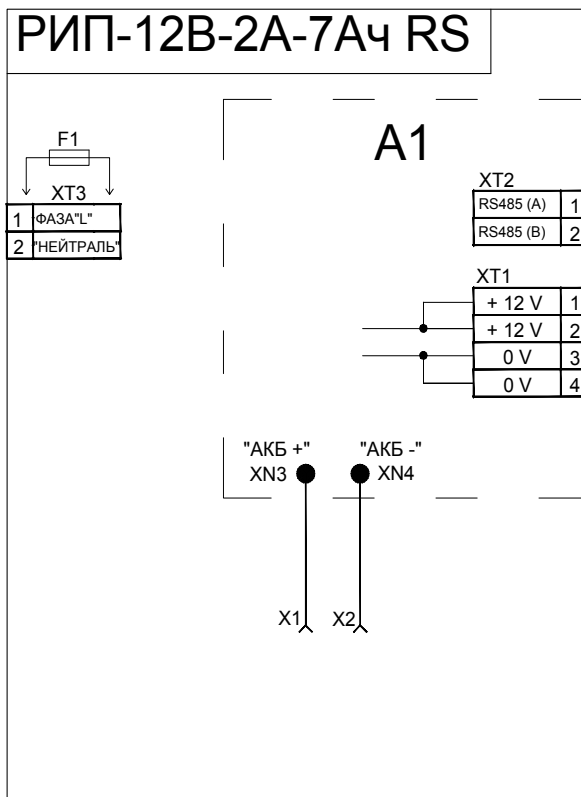 РИП-12В-2А-7Ач RS
A1
F1
XT3
1 ФАЗА"L"
2 "НЕЙТРАЛЬ"
XT2
RS485 (A) 1
RS485 (B) 2
XT1
+ 12 V 1
+ 12 V 2
0 V 3
0 V 4
"АКБ +" "АКБ -"
XN3 XN4
X1 X2